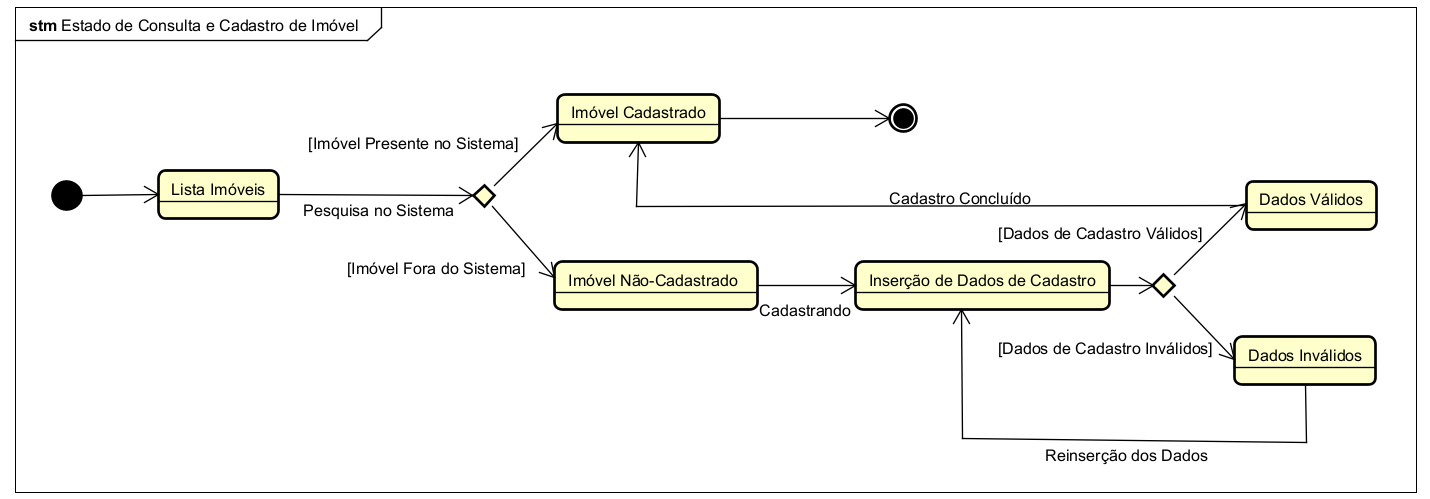 stm Estado de Consulta e Cadastro de Imóvel
Imóvel Cadastrado
[Imóvel Presente no Sistema]
Lista Imóveis
Pesquisa no Sistema
Cadastro Concluído
Dados Válidos
[Dados de Cadastro Válidos]
[Imóvel Fora do Sistema]
Imóvel Não-Cadastrado
Cadastrando
Inserção de Dados de Cadastro
[Dados de Cadastro Inválidos]
Dados Inválidos
Reinserção dos Dados